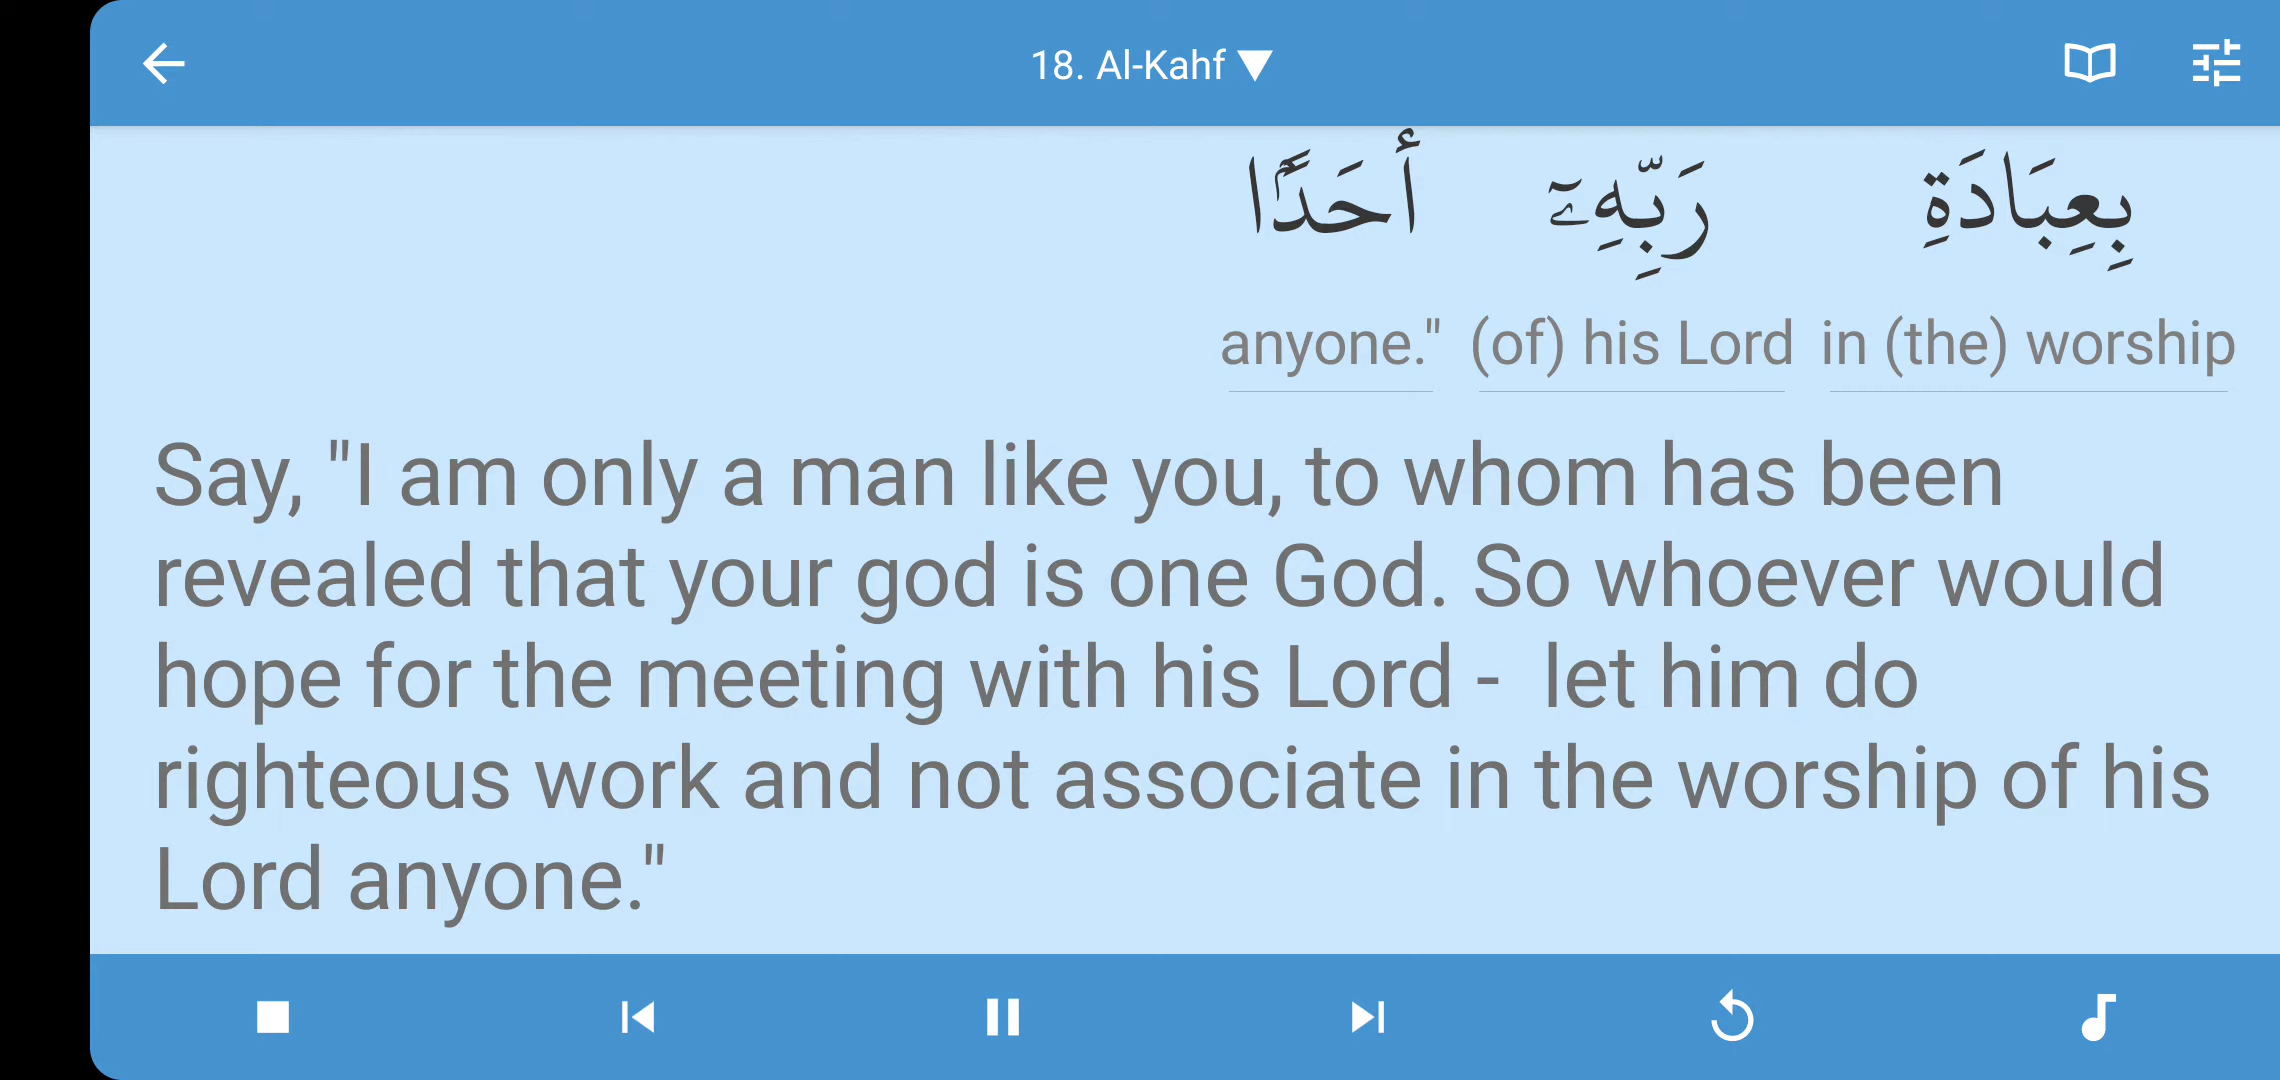 18. Al-Kahf
بِعِبَادَةِ رَبِّهِۦٓ أَحَدًۢا
in (the) worship (of) his Lord anyone."
Say, "I am only a man like you, to whom has been
revealed that your god is one God. So whoever would
hope for the meeting with his Lord - let him do
righteous work and not associate in the worship of his
Lord anyone."